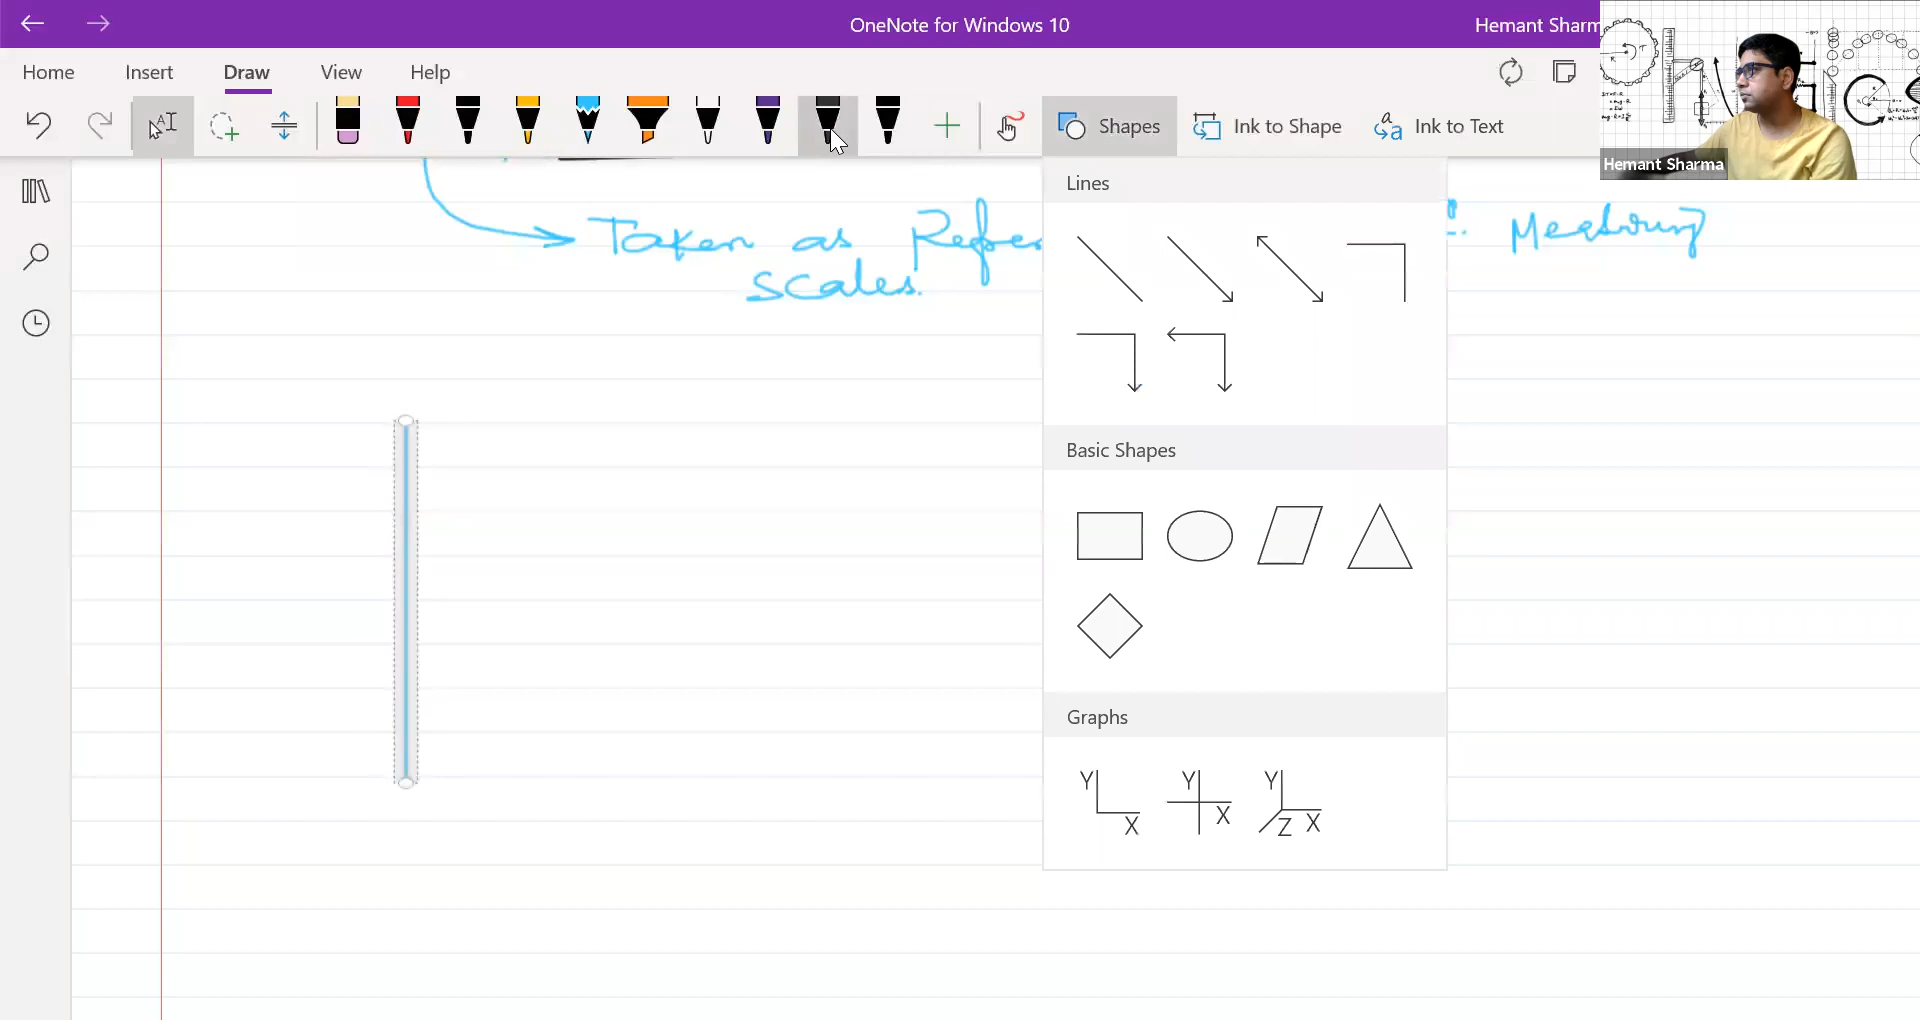 OneNote for Windows 10
Hemant Sharm
Home Insert Draw View Help
Shapes Ink to Shape Ink to Text
Hemant Sharma
Lines
Taken as Refe
scales.
Basic Shapes
Graphs
Y X Y X Y Z X